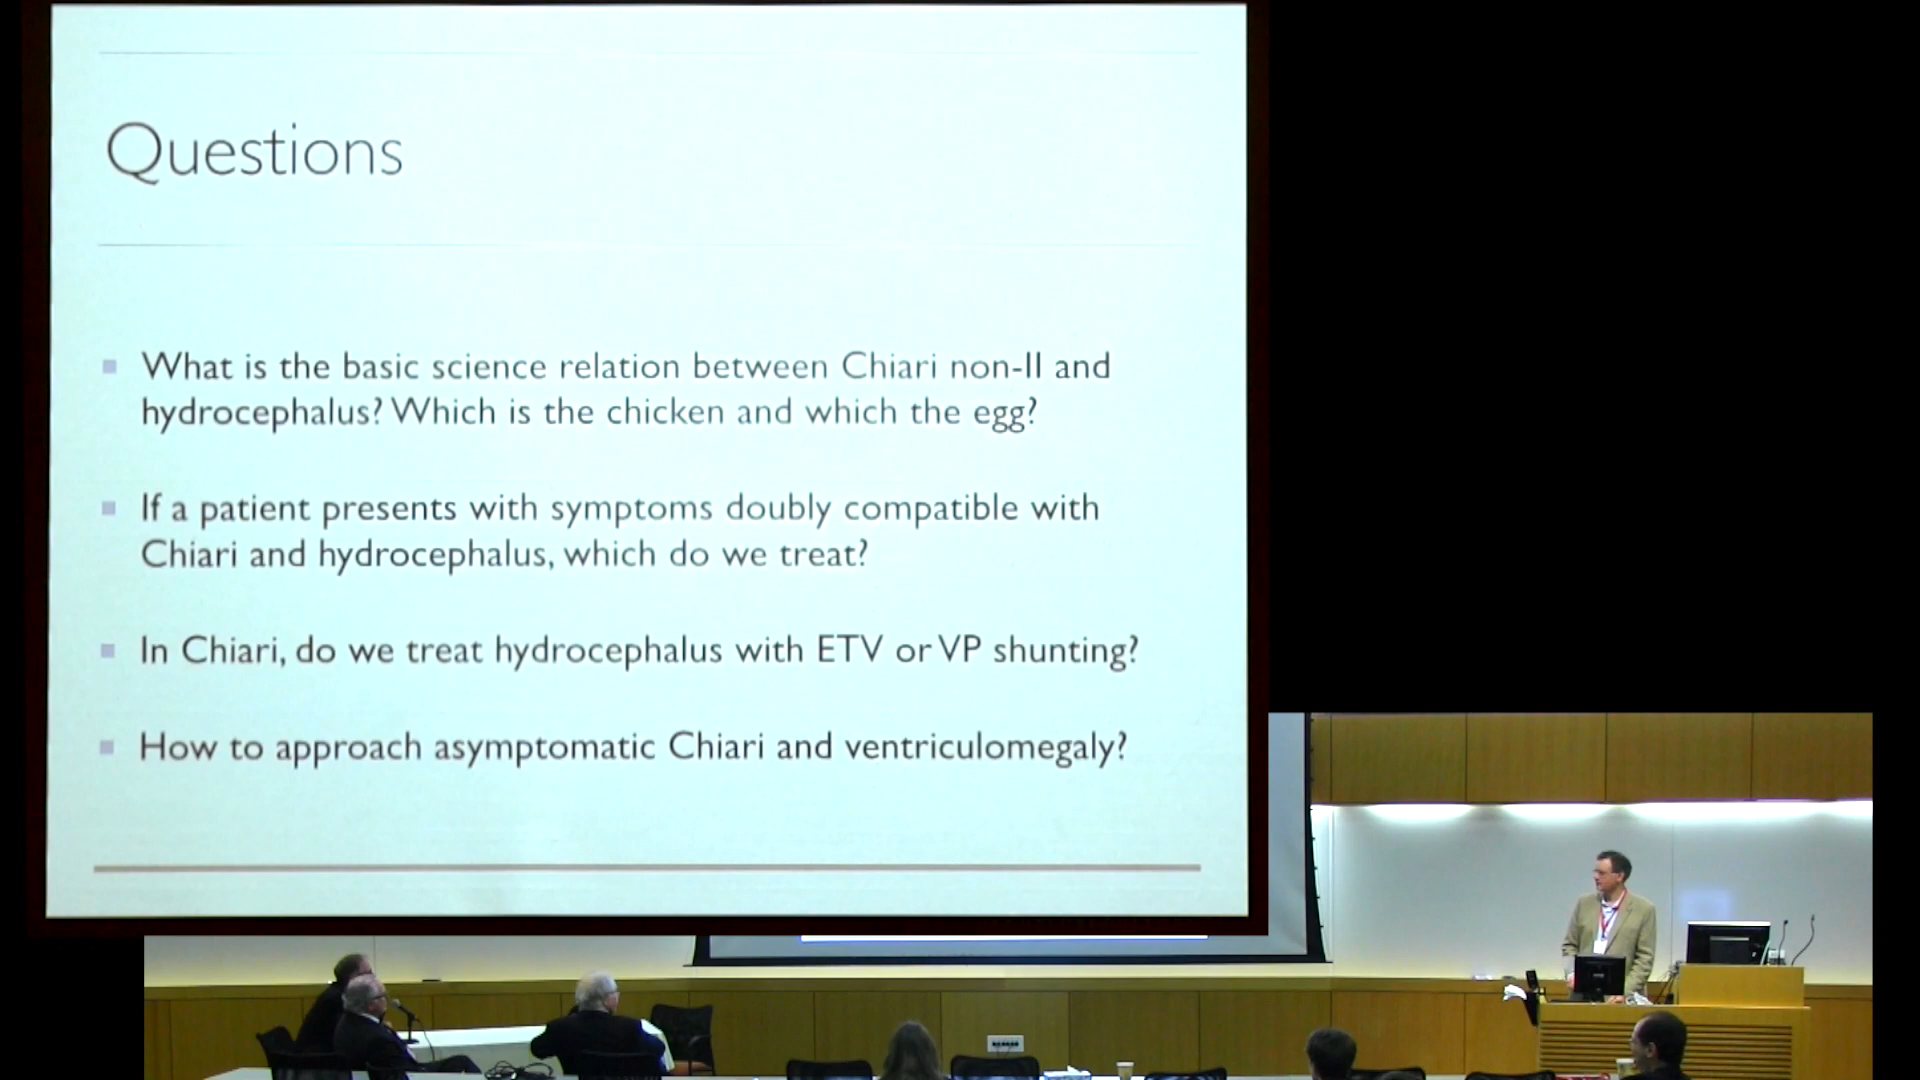 Questions
What is the basic science relation between Chiari non-II and
hydrocephalus? Which is the chicken and which the egg?
If a patient presents with symptoms doubly compatible with
Chiari and hydrocephalus, which do we treat?
In Chiari, do we treat hydrocephalus with ETV or VP shunting?
How to approach asymptomatic Chiari and ventriculomegaly?